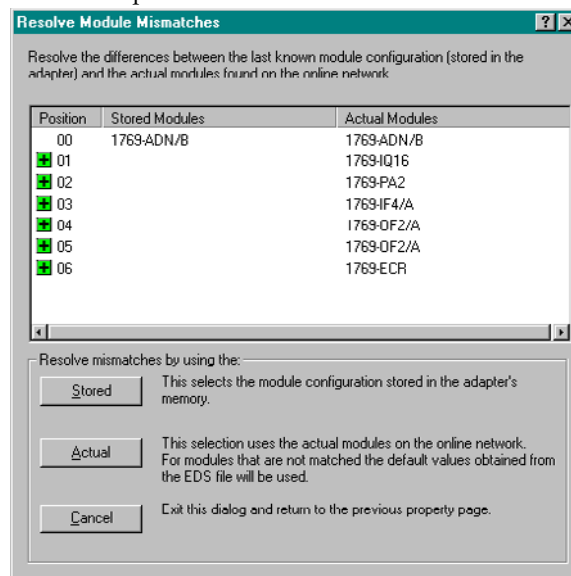 Resolve Module Mismatches
Resolve the differences between the last known module configuration (stored in the
adapter) and the actual modules found on the online network
Position Stored Modules Actual Modules
00 1769-ADN/B 1769-ADN/B
01 1769-IQ16
02 1769-PA2
03 1769-IF4/A
04 1769-OF2/A
05 1769-OF2/A
06 1769-ECR
Resolve mismatches by using the:
Stored
This selects the module configuration stored in the adapter's
memory.
Actual
This selection uses the actual modules on the online network.
For modules that are not matched the default values obtained from
the EDS file will be used.
Cancel
Exit this dialog and return to the previous property page.